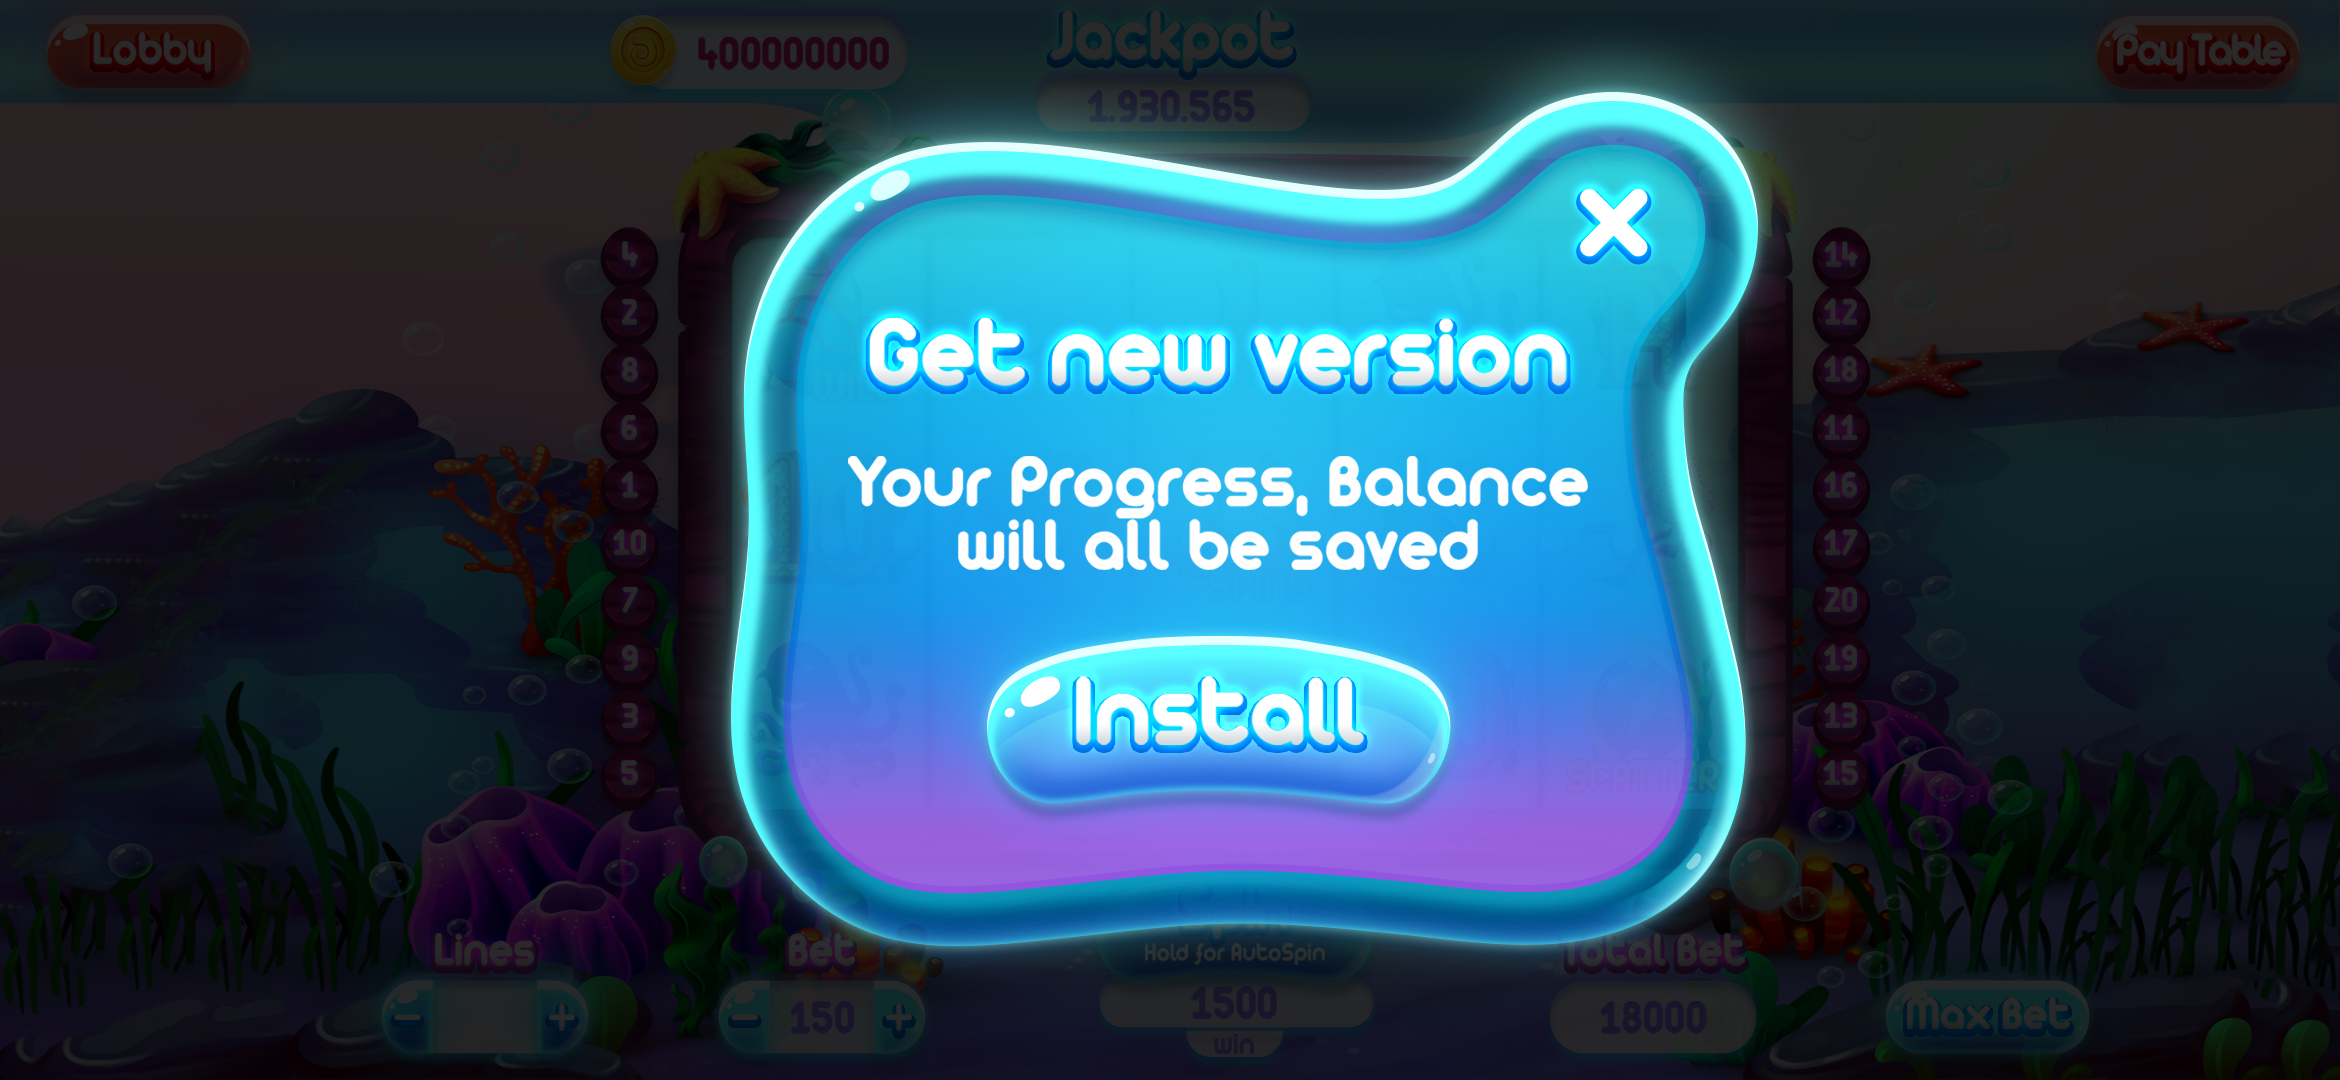 Lobby
400000000
Jackpot
1.930.565
Pay Table
4
2
8
6
1
10
7
9
3
5
14
12
18
11
16
17
20
19
13
15
Get new version
Your Progress, Balance
will all be saved
Install
SCATTER
Spin
Hold for AutoSpin
Lines
Bet
Total Bet
- +
- 150 +
1500
win
18000
Max Bet